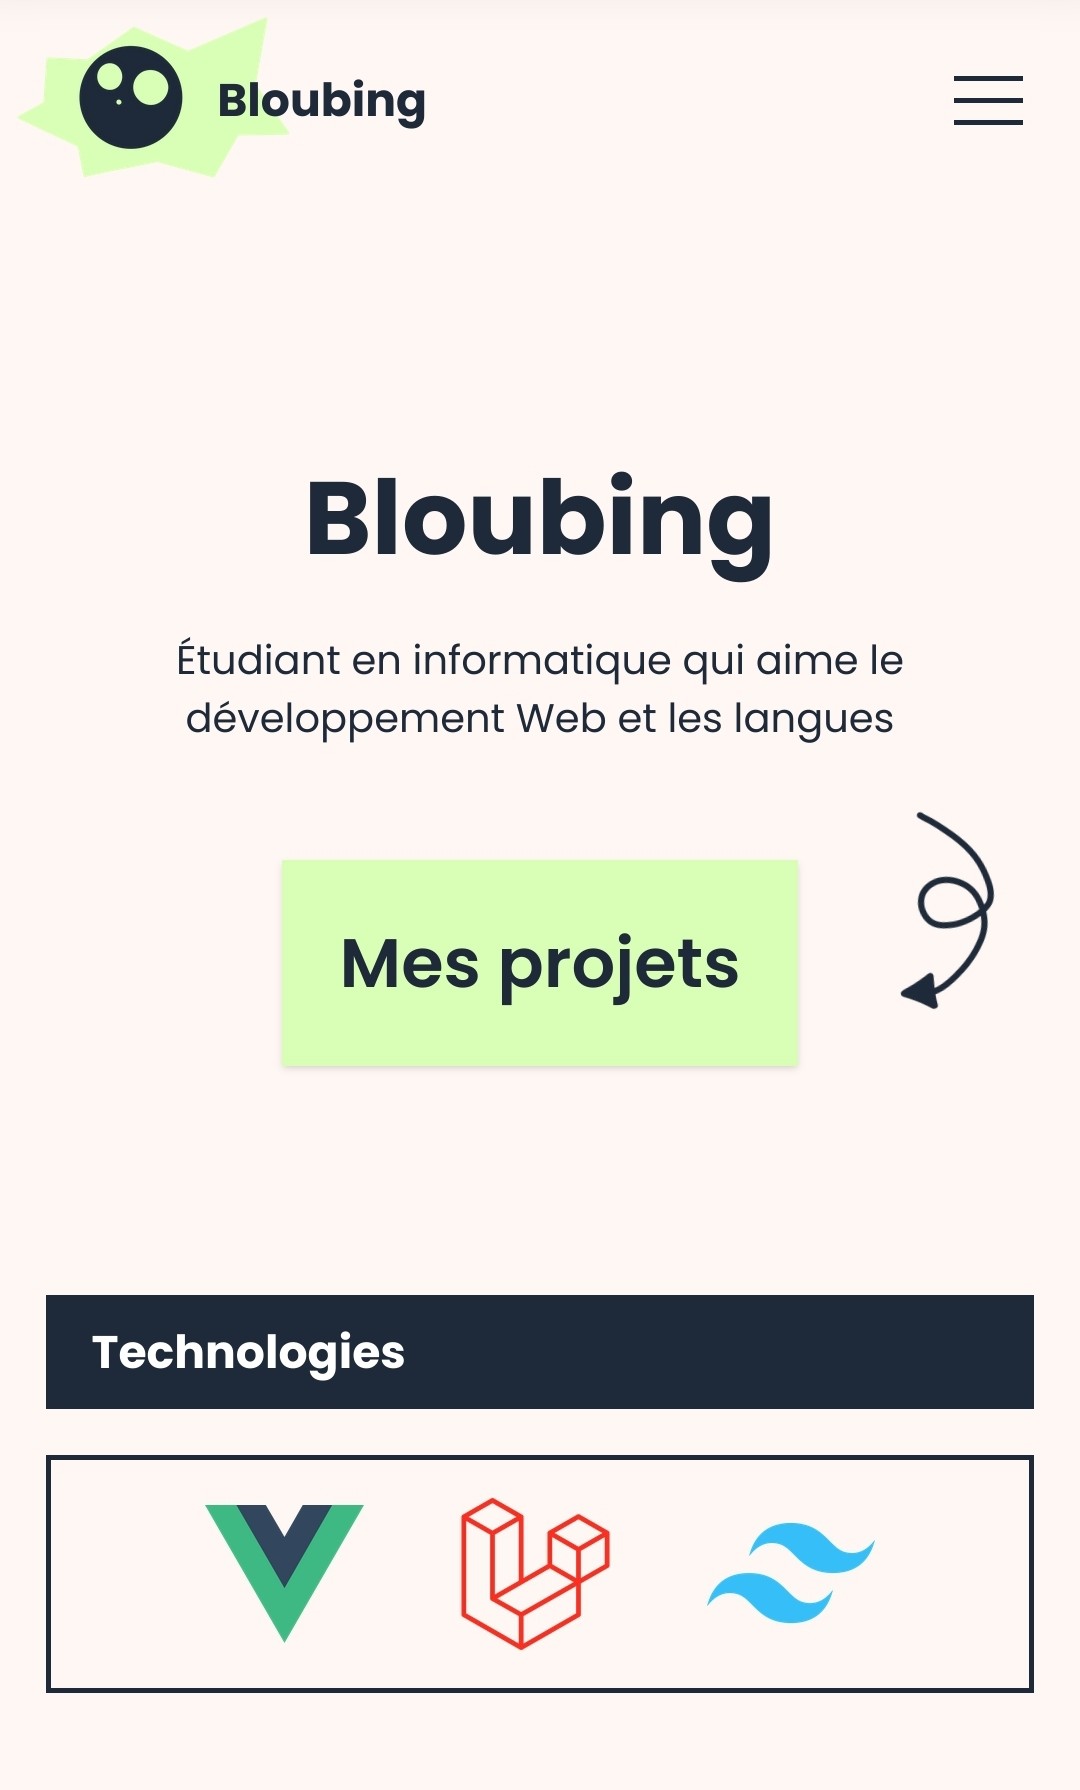 Bloubing
Bloubing
Étudiant en informatique qui aime le
développement Web et les langues
Mes projets
Technologies